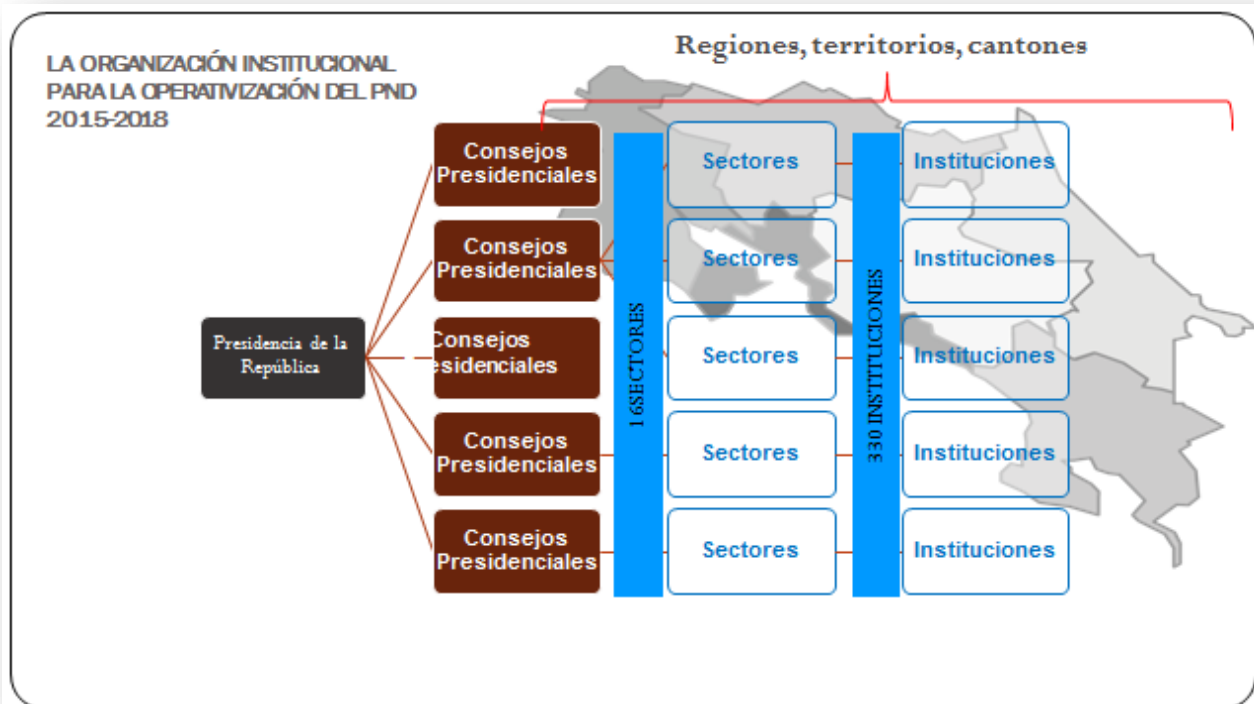 LA ORGANIZACIÓN INSTITUCIONAL
PARA LA OPERATIVIZACIÓN DEL PND
2015-2018
Regiones, territorios, cantones
Presidencia de la
República
Consejos
Presidenciales
Consejos
Presidenciales
Consejos
esidenciales
Consejos
Presidenciales
Consejos
Presidenciales
16SECTORES
Sectores
Sectores
Sectores
Sectores
Sectores
330 INSTITUCIONES
Instituciones
Instituciones
Instituciones
Instituciones
Instituciones